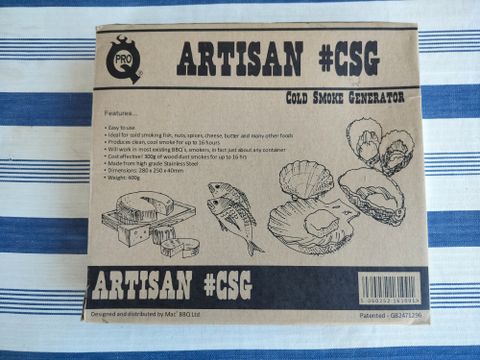 PRO
Q
ARTISAN #CSG
COLD SMOKE GENERATOR
Features...
• Easy to use
• Ideal for cold smoking fish, nuts, spices, cheese, butter and many other foods
• Produces clean, cool smoke for up to 16 hours
• Will work in most existing BBQ's, smokers, in fact just about any container
• Cost effective! 100g of wood dust smokes for up to 16 hrs
• Made from high grade Stainless Steel
• Dimensions: 280 x 250 x 40mm
• Weight: 600g
ARTISAN #CSG
Designed and distributed by Mac' BBQ Ltd
Patented - GB2471296